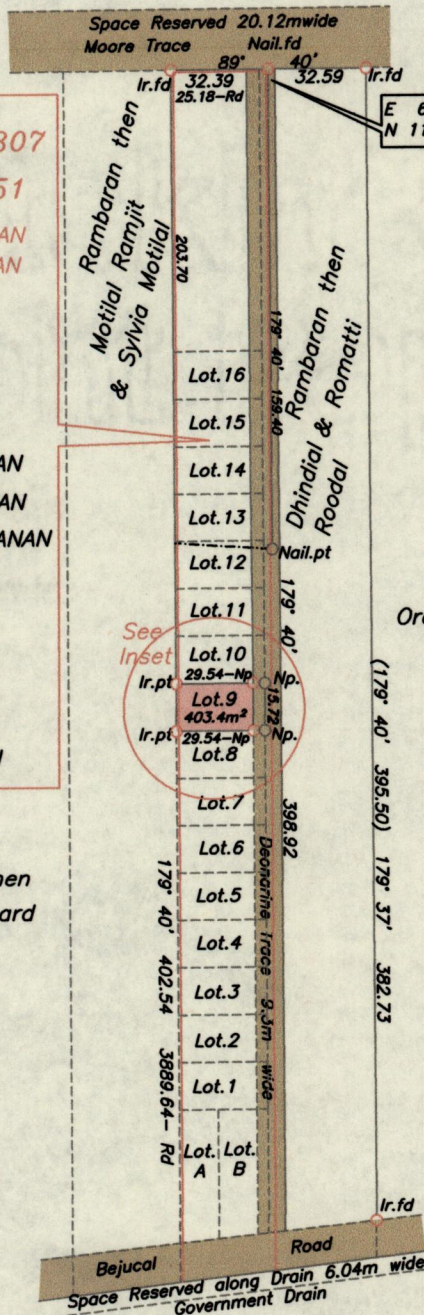 Space Reserved 20.12mwide
Moore Trace
Nail.fd
89° 40'
Ir.fd
32.39
32.59
Ir.fd
25.18-Rd
E 6
N 11
807
51
AN
AN
Rambaran then
Motilal Ramjit
& Sylvia Motilal
203.70
179° 40' 159.40
Rambaran then
Dhindial & Romatti
Roodal
AN
AN
ANAN
Lot.16
Lot.15
Lot.14
Lot.13
Nail.pt
Lot.12
Lot.11
179° 40'
See
Inset
Lot.10
29.54-Np
Ir.pt
Np.
Lot.9
403.4m²
15.72
Ir.pt
29.54-Np
Np.
Lot.8
Lot.7
398.92
(179° 40' 395.50) 179° 37' 382.73
Lot.6
Lot.5
Lot.4
Lot.3
Lot.2
Lot.1
Deonarine Trace - 9.3m wide
179° 40' 402.54 3889.64- Rd
hen
ard
Lot.
A
Lot.
B
Ir.fd
Bejucal Road
Space Reserved along Drain 6.04m wide
Government Drain